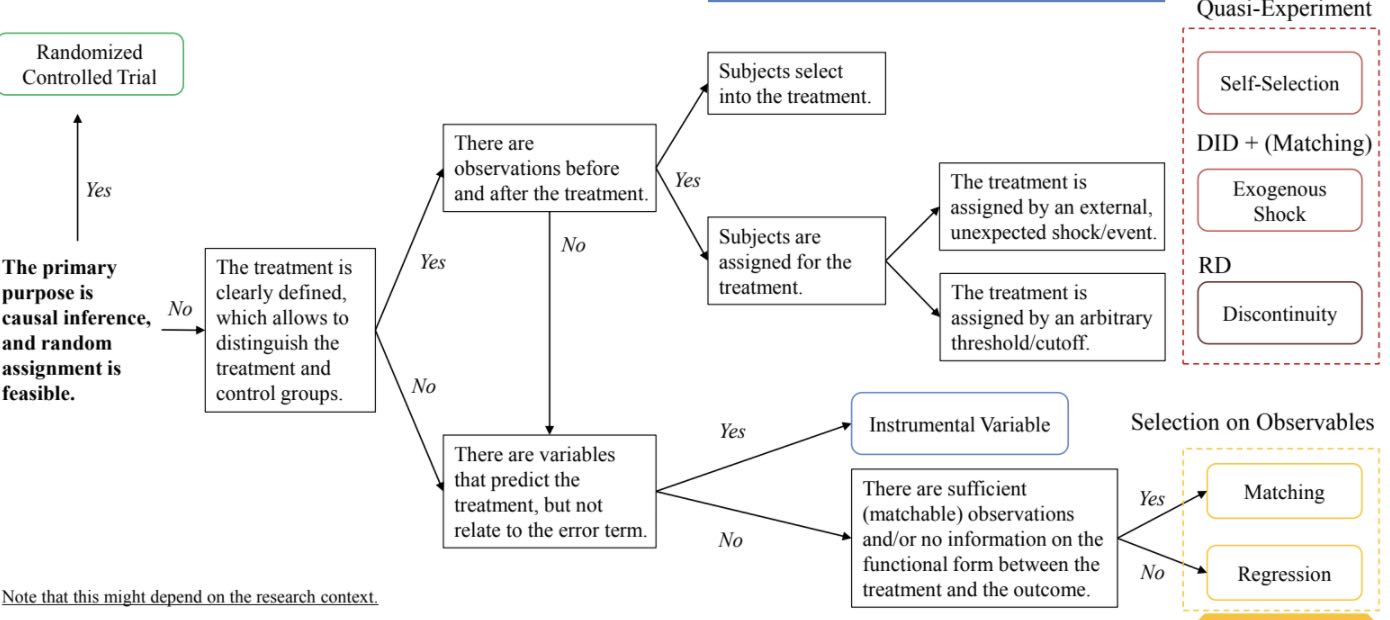 Quasi-Experiment
Randomized
Controlled Trial
Yes
The primary
purpose is
causal inference,
and random
assignment is
feasible.
No
The treatment is
clearly defined,
which allows to
distinguish the
treatment and
control groups.
Yes
No
There are
observations before
and after the treatment.
Yes
No
Subjects select
into the treatment.
Subjects are
assigned for the
treatment.
The treatment is
assigned by an external,
unexpected shock/event.
The treatment is
assigned by an arbitrary
threshold/cutoff.
Self-Selection
DID + (Matching)
Exogenous
Shock
RD
Discontinuity
There are variables
that predict the
treatment, but not
relate to the error term.
Yes
No
Instrumental Variable
There are sufficient
(matchable) observations
and/or no information on the
functional form between the
treatment and the outcome.
Yes
No
Selection on Observables
Matching
Regression
Note that this might depend on the research context.